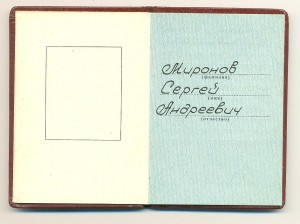 Миронов
(фамилия)
Сергей
(имя)
Андреевич
(отчество)